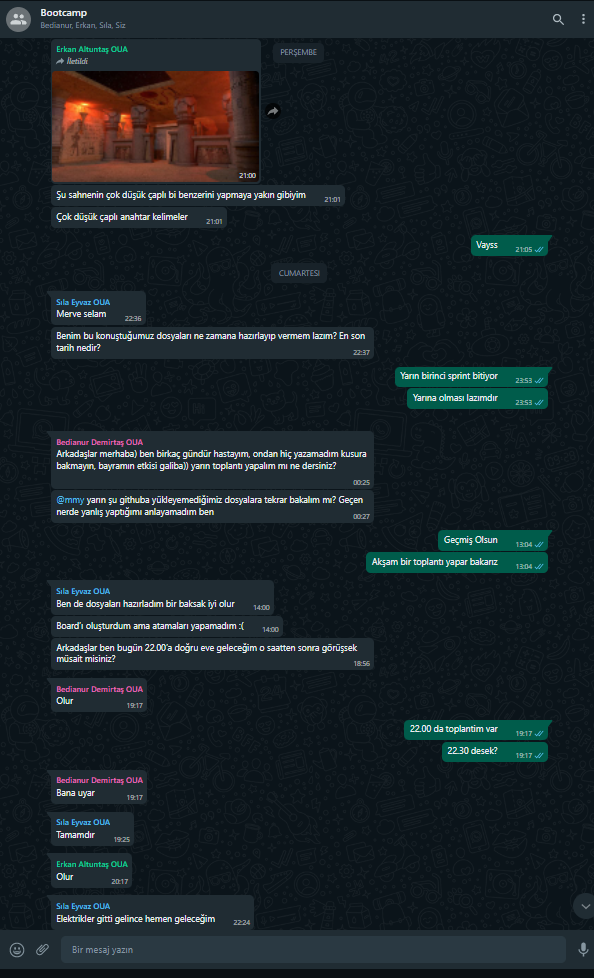 Bootcamp
Bedianur, Erkan, Sıla, Siz
PERŞEMBE
Erkan Altuntaş OUA
İletildi
21:00
Şu sahnenin çok düşük çaplı bi benzerini yapmaya yakın gibiyim
21:01
Çok düşük çaplı anahtar kelimeler
21:01
Vayss
21:05
CUMARTESI
Sıla Eyvaz OUA
Merve selam
22:36
Benim bu konuştuğumuz dosyaları ne zamana hazırlayıp vermem lazım? En son
tarih nedir?
22:37
Yarın birinci sprint bitiyor
23:53
Yarına olması lazımdır
23:53
Bedianur Demirtaş OUA
Arkadaşlar merhaba) ben birkaç gündür hastayım, ondan hiç yazamadım kusura
bakmayın, bayramın etkisi galiba)) yarın toplantı yapalım mı ne dersiniz?
00:25
@mmy yarın şu githuba yükleyemediğimiz dosyalara tekrar bakalım mı? Geçen
nerde yanlış yaptığımı anlayamadım ben
00:27
Geçmiş Olsun
13:04
Akşam bir toplantı yapar bakarız
13:04
Sıla Eyvaz OUA
Ben de dosyaları hazırladım bir baksak iyi olur
14:00
Board'ı oluşturdum ama atamaları yapamadım :(
14:00
Arkadaşlar ben bugün 22.00'a doğru eve geleceğim o saatten sonra görüşsek
müsait misiniz?
18:56
Bedianur Demirtaş OUA
Olur
19:17
22.00 da toplantim var
19:17
22.30 desek?
19:17
Bedianur Demirtaş OUA
Bana uyar
19:17
Sıla Eyvaz OUA
Tamamdır
19:25
Erkan Altuntaş OUA
Olur
20:17
Sıla Eyvaz OUA
Elektrikler gitti gelince hemen geleceğim
22:24
Bir mesaj yazın